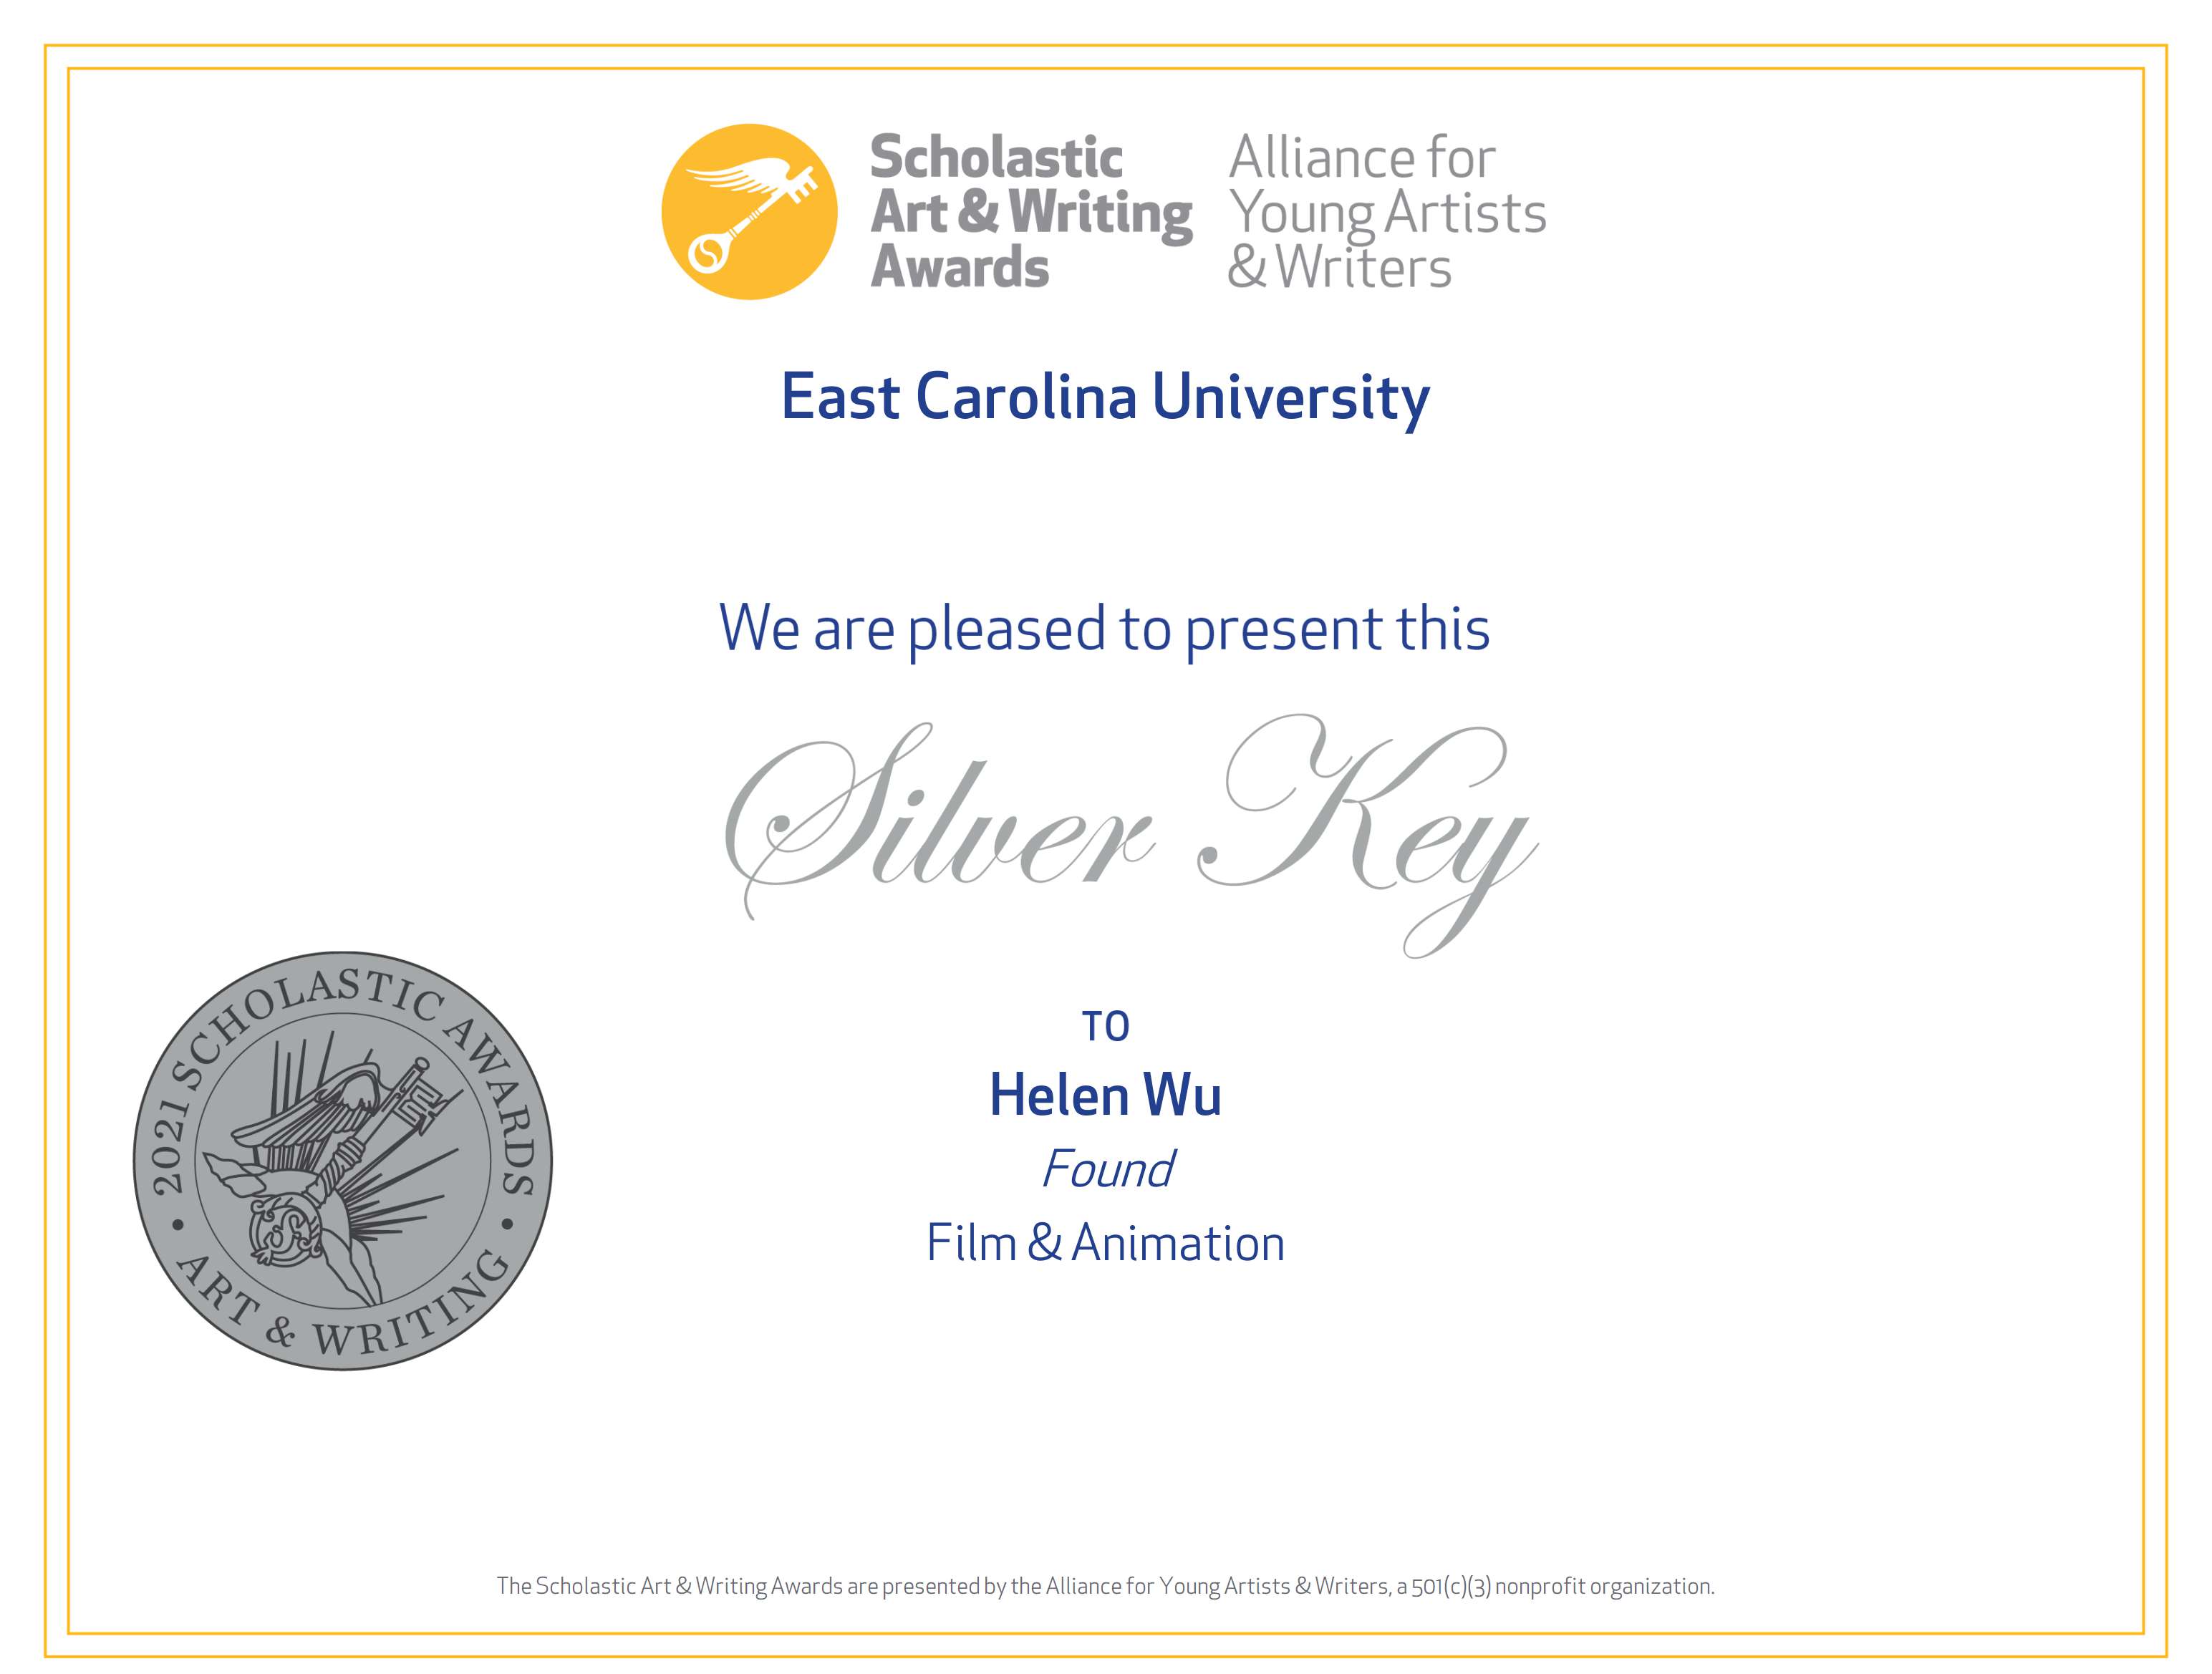 Scholastic
Art & Writing
Awards
Alliance for
Young Artists
& Writers
East Carolina University
We are pleased to present this
Silver Key
TO
Helen Wu
Found
Film & Animation
2021 SCHOLASTIC AWARDS
• ART & WRITING •
S
The Scholastic Art & Writing Awards are presented by the Alliance for Young Artists & Writers, a 501(c)(3) nonprofit organization.